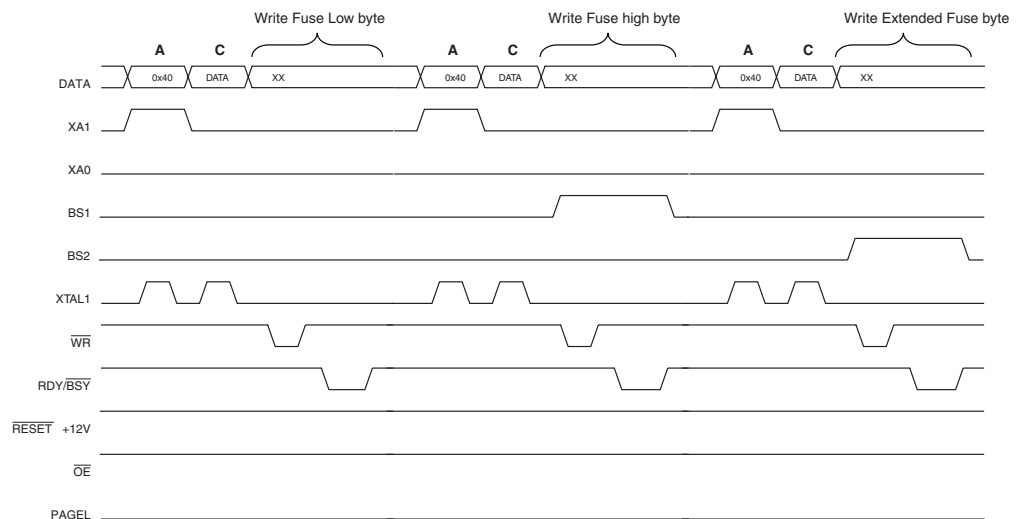 Write Fuse Low byte Write Fuse high byte Write Extended Fuse byte
A C A C A C
DATA 0x40 DATA XX 0x40 DATA XX 0x40 DATA XX
XA1
XA0
BS1
BS2
XTAL1
WR
RDY/BSY
RESET +12V
OE
PAGEL